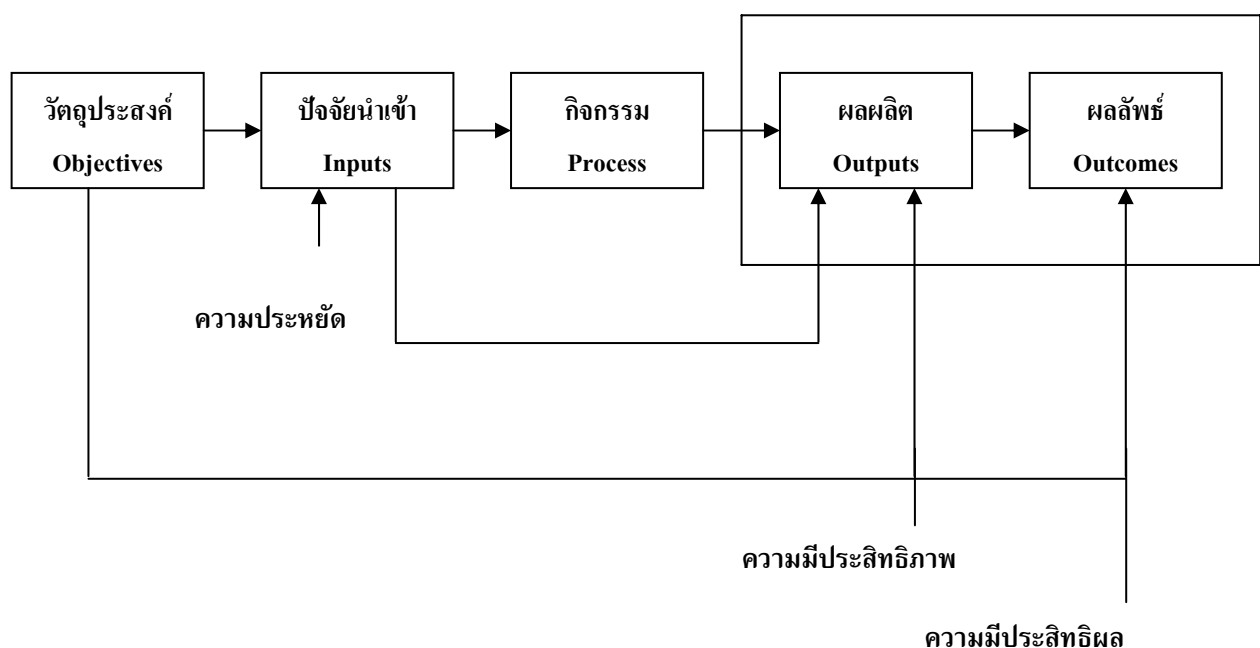 วัตถุประสงค์
Objectives
ปัจจัยนำเข้า
Inputs
กิจกรรม
Process
ผลผลิต
Outputs
ผลลัพธ์
Outcomes
ความประหยัด
ความมีประสิทธิภาพ
ความมีประสิทธิผล